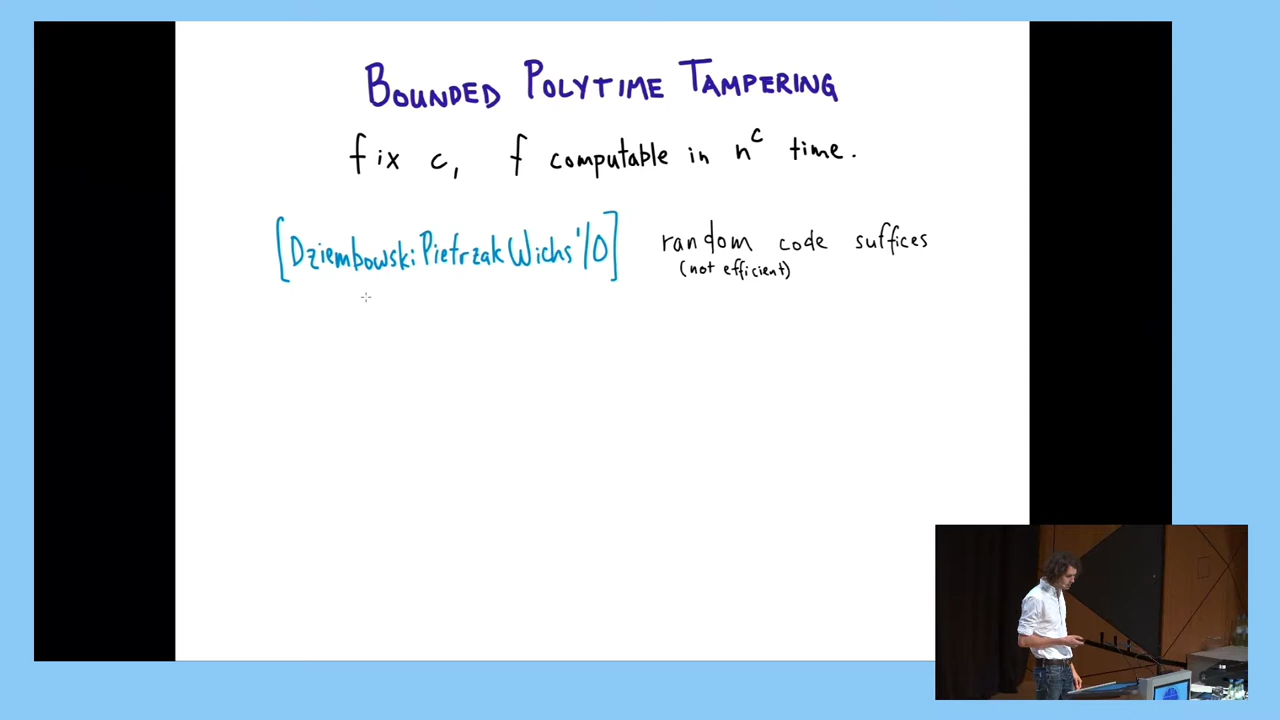 BOUNDED POLYTIME TAMPERING
fix c, f computable in n^c time.
[Dziembowski Pietrzak Wichs '10] random code suffices
(not efficient)